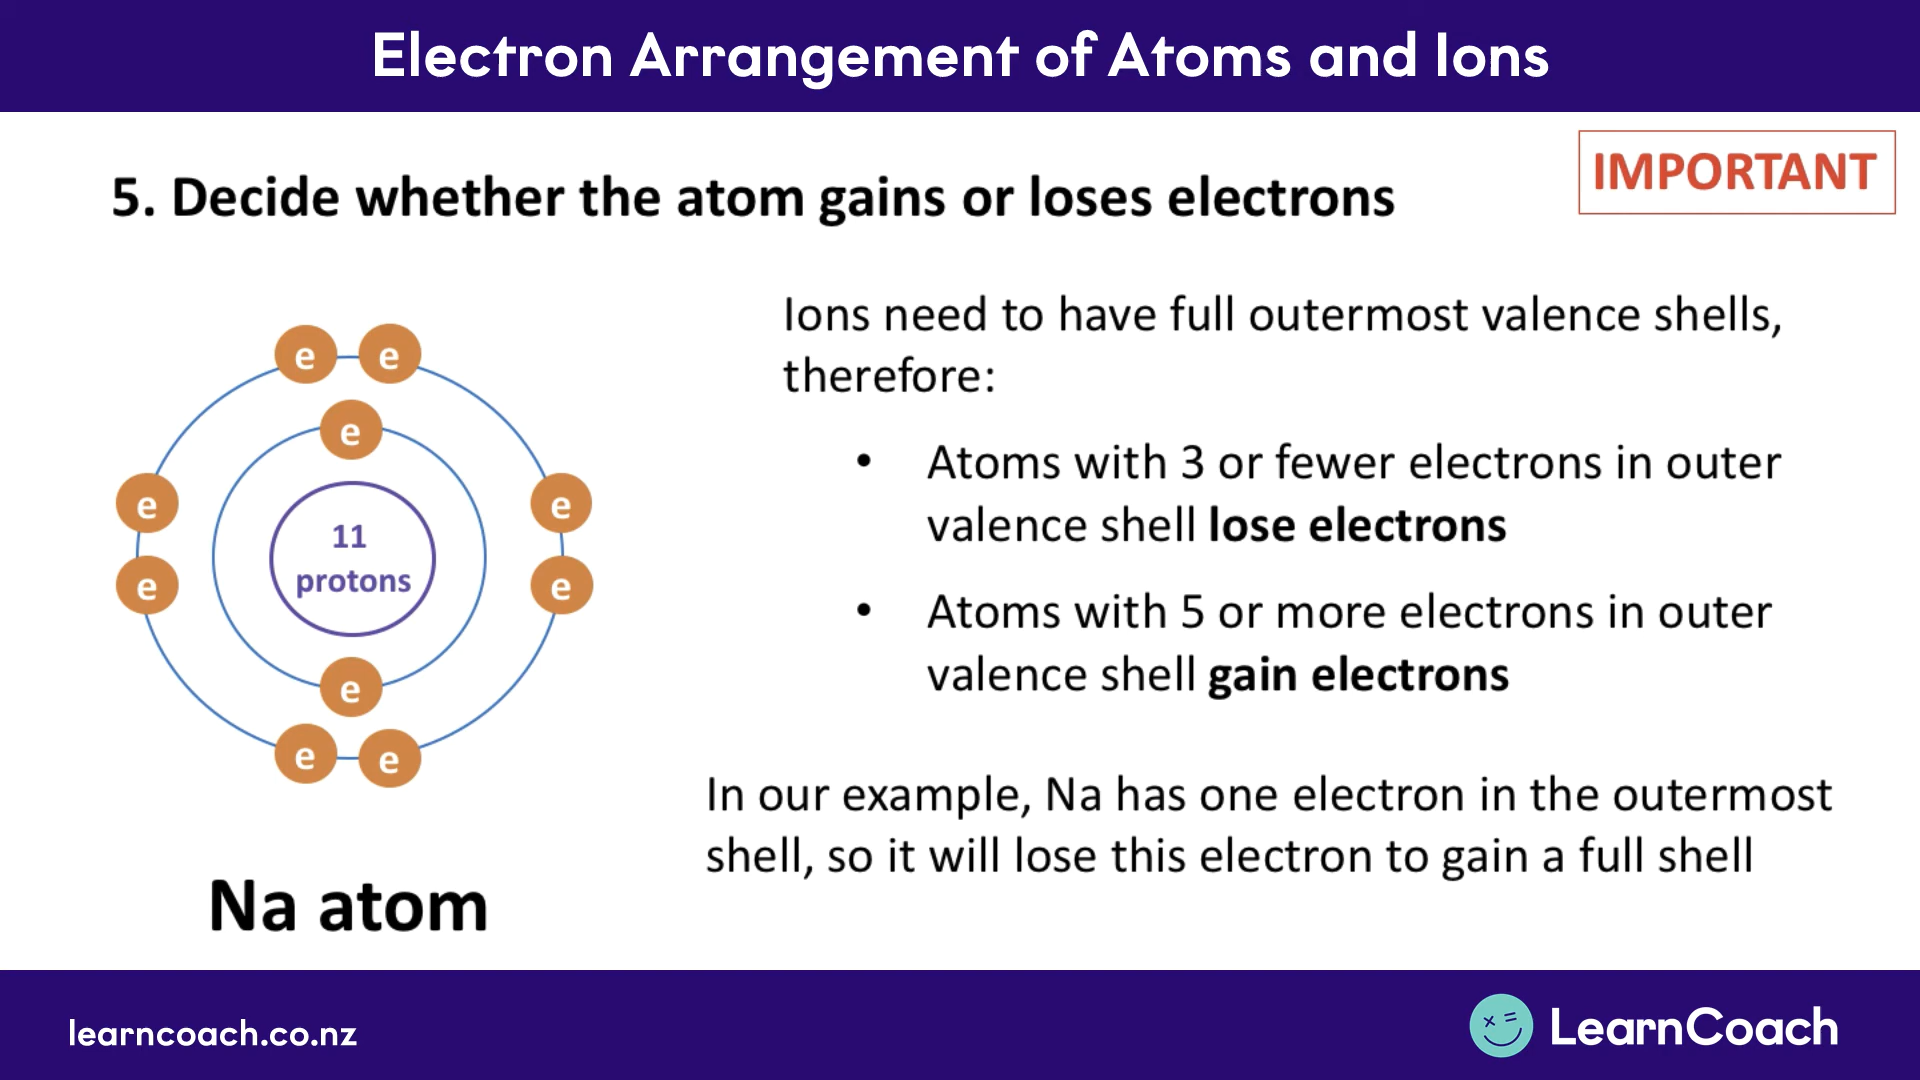 Electron Arrangement of Atoms and Ions
IMPORTANT
5. Decide whether the atom gains or loses electrons
Ions need to have full outermost valence shells,
therefore:
• Atoms with 3 or fewer electrons in outer
valence shell lose electrons
• Atoms with 5 or more electrons in outer
valence shell gain electrons
In our example, Na has one electron in the outermost
shell, so it will lose this electron to gain a full shell
e e
e
e e
11
protons
e e
e
e e
Na atom
learncoach.co.nz
LearnCoach